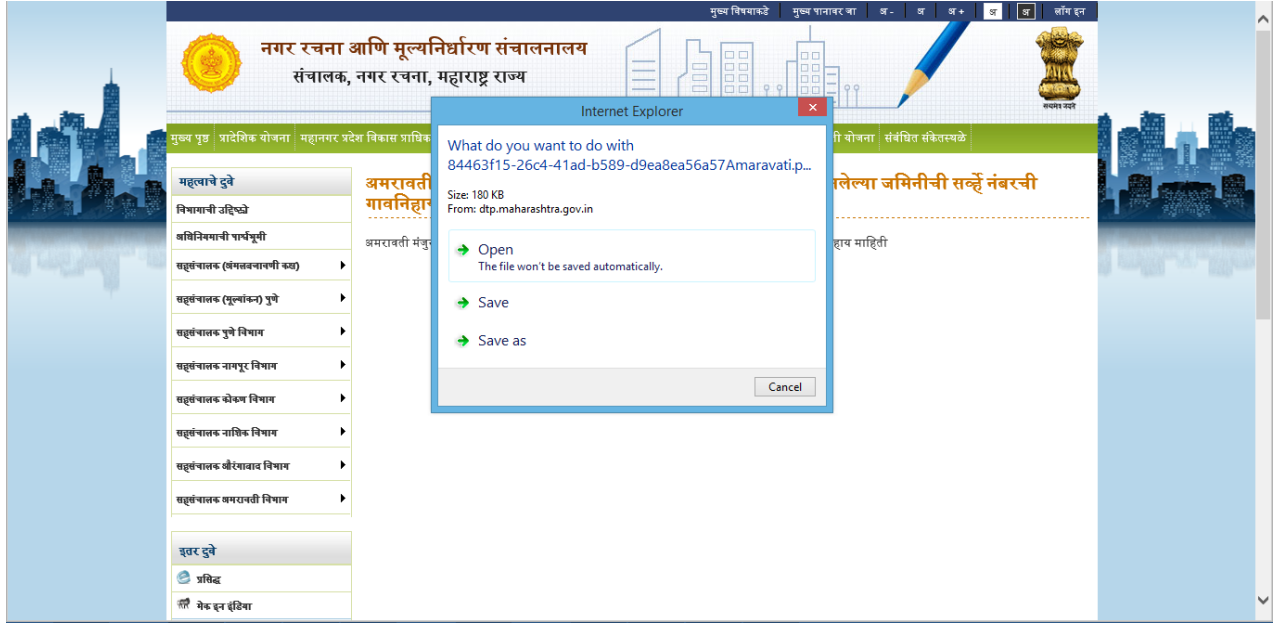 मुख्य विषयाकडे मुख्य पानावर जा अ - अ अ + अ अ लॉग इन
नगर रचना आणि मूल्यनिर्धारण संचालनालय
संचालक, नगर रचना, महाराष्ट्र राज्य
सत्यमेव जयते
मुख्य पृष्ठ प्रादेशिक योजना महानगर प्रदेश विकास प्राधिक ी योजना संबंधित संकेतस्थळे
Internet Explorer
What do you want to do with
84463f15-26c4-41ad-b589-d9ea8ea56a57Amaravati.p...
Size: 180 KB
From: dtp.maharashtra.gov.in
Open
The file won't be saved automatically.
Save
Save as
Cancel
महत्वाचे दुवे
विभागाची उद्दिष्ट्ये
अधिनियमाची पार्श्वभूमी
सहसंचालक (अंमलबजावणी कक्ष)
सहसंचालक (मूल्यांकन) पुणे
सहसंचालक पुणे विभाग
सहसंचालक नागपूर विभाग
सहसंचालक कोकण विभाग
सहसंचालक नाशिक विभाग
सहसंचालक औरंगाबाद विभाग
सहसंचालक अमरावती विभाग
इतर दुवे
प्रसिद्ध
मेक इन इंडिया
अमरावती लेल्या जमिनीची सर्व्हे नंबरची
गावनिहा
अमरावती मंजु हाय माहिती